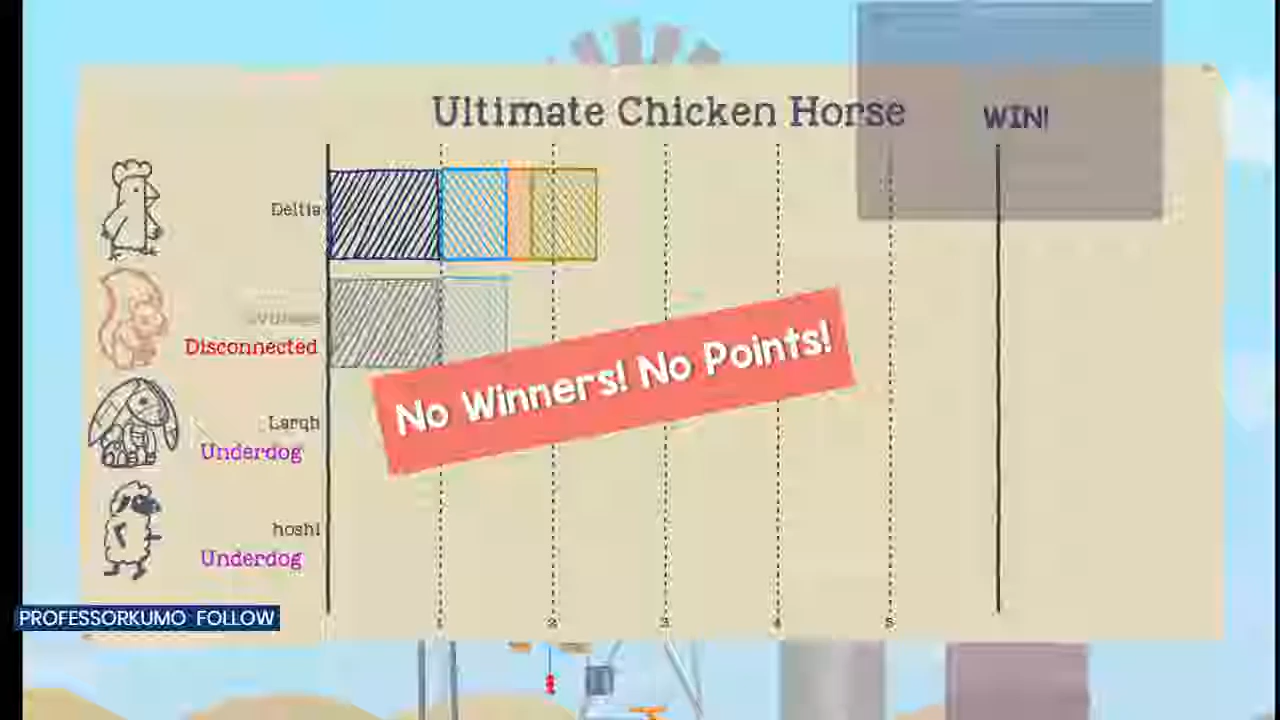 Ultimate Chicken Horse
WIN!
Deltis
Disconnected
No Winners! No Points!
Larqh
Underdog
hoshi
Underdog
PROFESSORKUMO FOLLOW
1 2 3 4 5